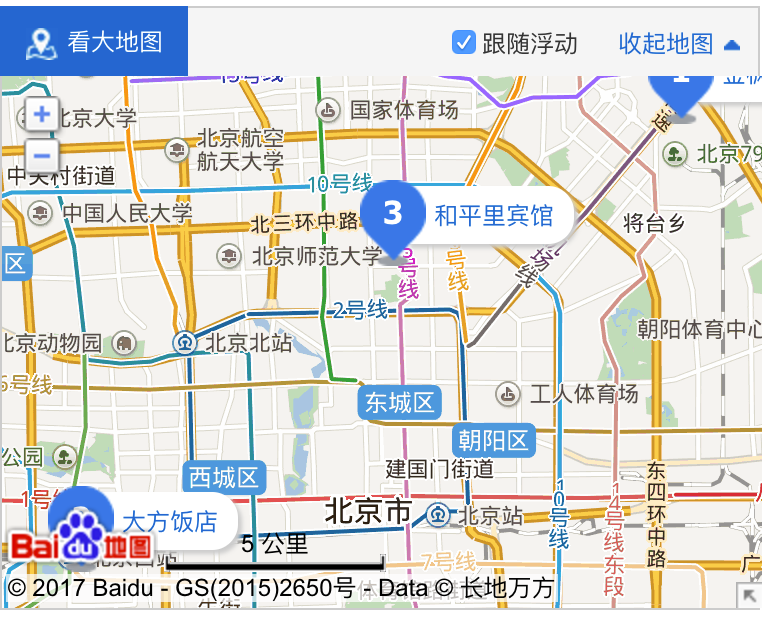 看大地图
跟随浮动
收起地图
北京大学
国家体育场
北京航空
航天大学
北京79
中关村街道
10号线
中国人民大学
北三环中路
3
和平里宾馆
将台乡
区
北京师范大学
号线
号线
场线
2号线
北京动物园
北京北站
朝阳体育中心
6号线
东城区
工人体育场
朝阳区
公园
西城区
建国门街道
1号线
大方饭店
北京市
北京站
10号线
14号线东段
东四环中路
5 公里
Baidu地图
7号线
广
© 2017 Baidu - GS(2015)2650号 - Data © 长地万方